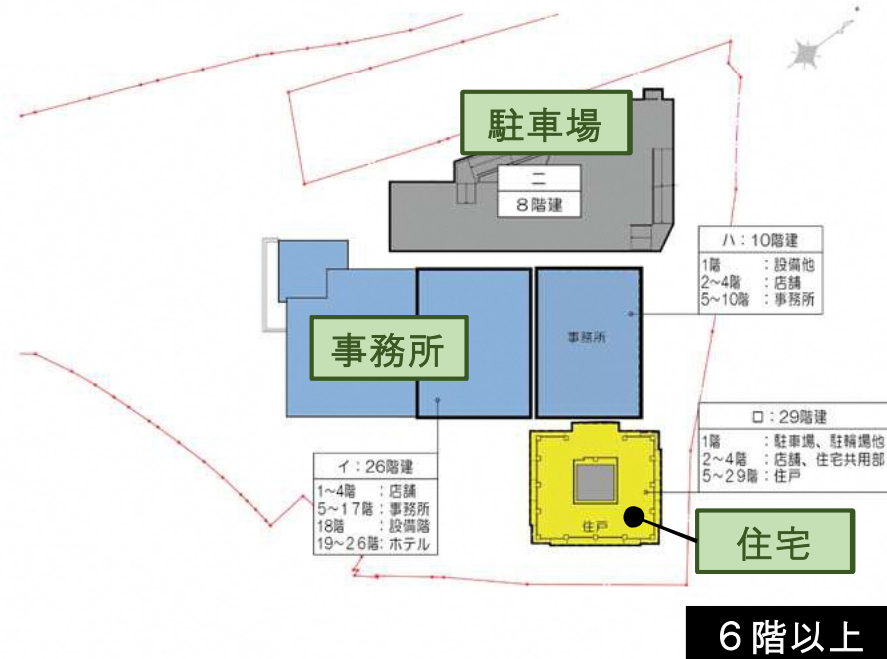 駐車場
ニ
8階建
ハ：10階建
1階　：設備他
2~4階　：店舗
5~10階　：事務所
事務所
事務所
ロ：29階建
1階　：駐車場、駐輪場他
2~4階　：店舗、住宅共用部
5~29階：住戸
イ：26階建
1~4階　：店舗
5~17階：事務所
18階　：設備階
19~26階：ホテル
住戸
住宅
６階以上